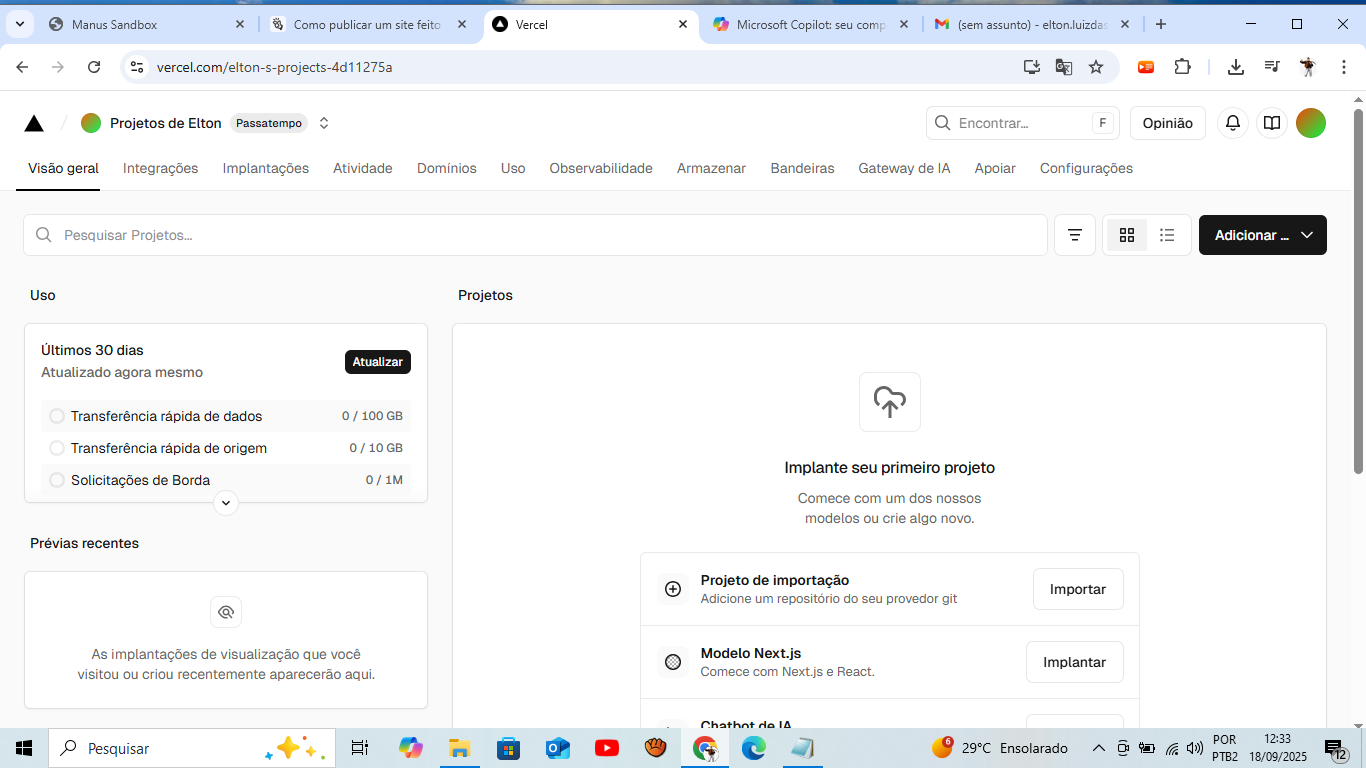 Manus Sandbox
Como publicar um site feito
Vercel
Microsoft Copilot: seu comp
(sem assunto) - elton.luizdas
vercel.com/elton-s-projects-4d11275a
Projetos de Elton
Passatempo
Encontrar...
F
Opinião
Visão geral
Integrações
Implantações
Atividade
Domínios
Uso
Observabilidade
Armazenar
Bandeiras
Gateway de IA
Apoiar
Configurações
Pesquisar Projetos...
Adicionar ...
Uso
Projetos
Últimos 30 dias
Atualizado agora mesmo
Atualizar
Transferência rápida de dados
0 / 100 GB
Transferência rápida de origem
0 / 10 GB
Solicitações de Borda
0 / 1M
Prévias recentes
As implantações de visualização que você
visitou ou criou recentemente aparecerão aqui.
Implante seu primeiro projeto
Comece com um dos nossos
modelos ou crie algo novo.
Projeto de importação
Adicione um repositório do seu provedor git
Importar
Modelo Next.js
Comece com Next.js e React.
Implantar
Chatbot de IA
Pesquisar
6
29°C Ensolarado
POR
PTB2
12:33
18/09/2025
12